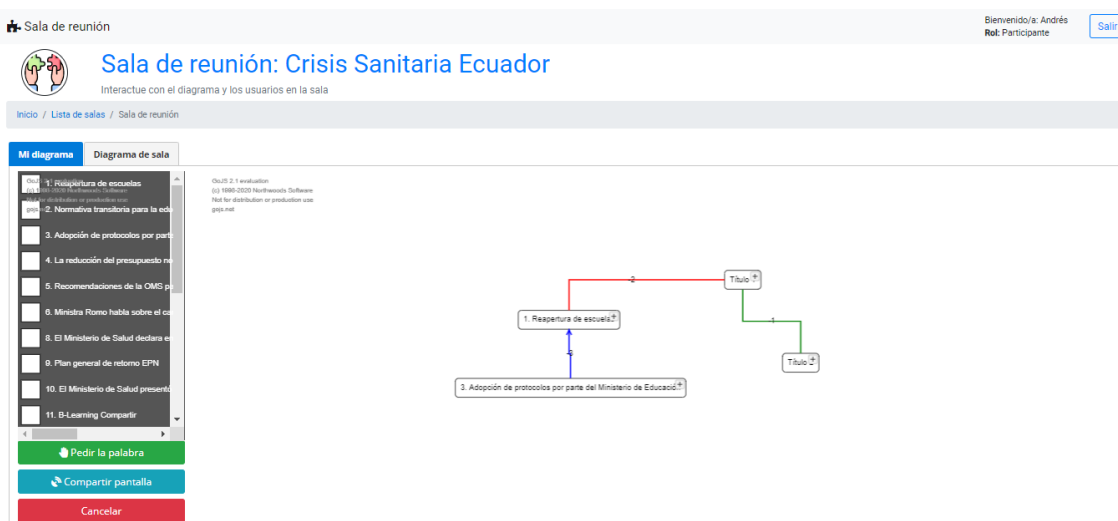 Sala de reunión
Bienvenido/a: Andrés
Rol: Participante
Salir
Sala de reunión: Crisis Sanitaria Ecuador
Interactue con el diagrama y los usuarios en la sala
Inicio / Lista de salas / Sala de reunión
Mi diagrama
Diagrama de sala
1. Reapertura de escuelas
2. Normativa transitoria para la edu
3. Adopción de protocolos por parte
4. La reducción del presupuesto no
5. Recomendaciones de la OMS pa
6. Ministra Romo habla sobre el ca
8. El Ministerio de Salud declara e
9. Plan general de retorno EPN
10. El Ministerio de Salud presentó
11. B-Learning Compartir
Pedir la palabra
Compartir pantalla
Cancelar
GoJS 2.1 evaluation
(c) 1998-2020 Northwoods Software
Not for distribution or production use
gojs.net
-2
Título
1. Reapertura de escuelas
-1
Título
3. Adopción de protocolos por parte del Ministerio de Educació